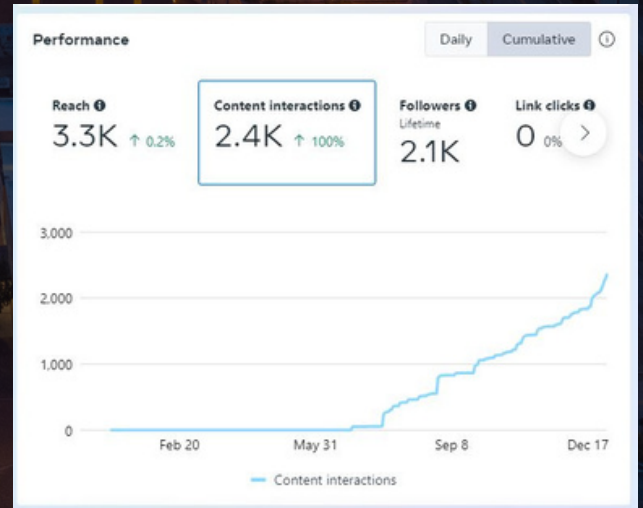 Performance
Daily
Cumulative
Reach
3.3K ↑ 0.2%
Content interactions
2.4K ↑ 100%
Followers
Lifetime
2.1K
Link clicks
0 0%
3,000
2,000
1,000
0
Feb 20 May 31 Sep 8 Dec 17
Content interactions